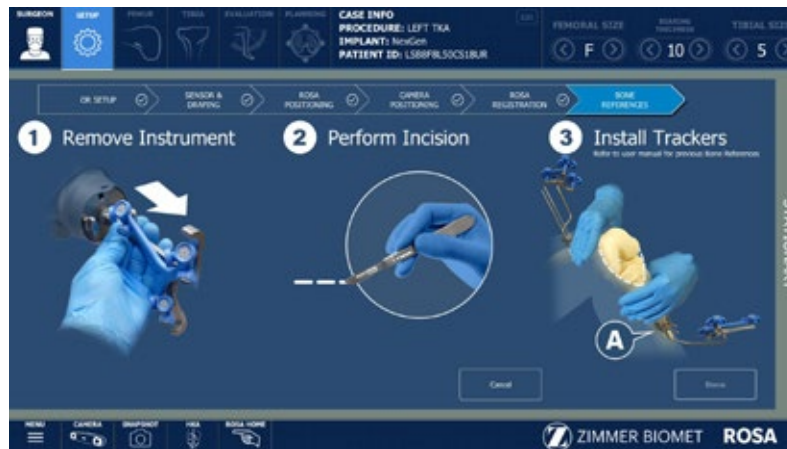 SURGEON
SETUP
FEMUR
TIBIA
EVALUATION
PLANNING
CASE INFO
PROCEDURE: LEFT TKA
IMPLANT: NexGen
FEMORAL SIZE
F
BEARING
THICKNESS
10
TIBIAL SIZE
5
OR SETUP
SENSOR &
DRAPING
ROSA
POSITIONING
CAMERA
POSITIONING
ROSA
REGISTRATION
BONE
REFERENCES
1 Remove Instrument
2 Perform Incision
3 Install Trackers
Refer to user manual for previous Bone References
A
Cancel
MENU
CAMERA
SNAPSHOT
HKA
ROSA HOME
ZIMMER BIOMET
ROSA